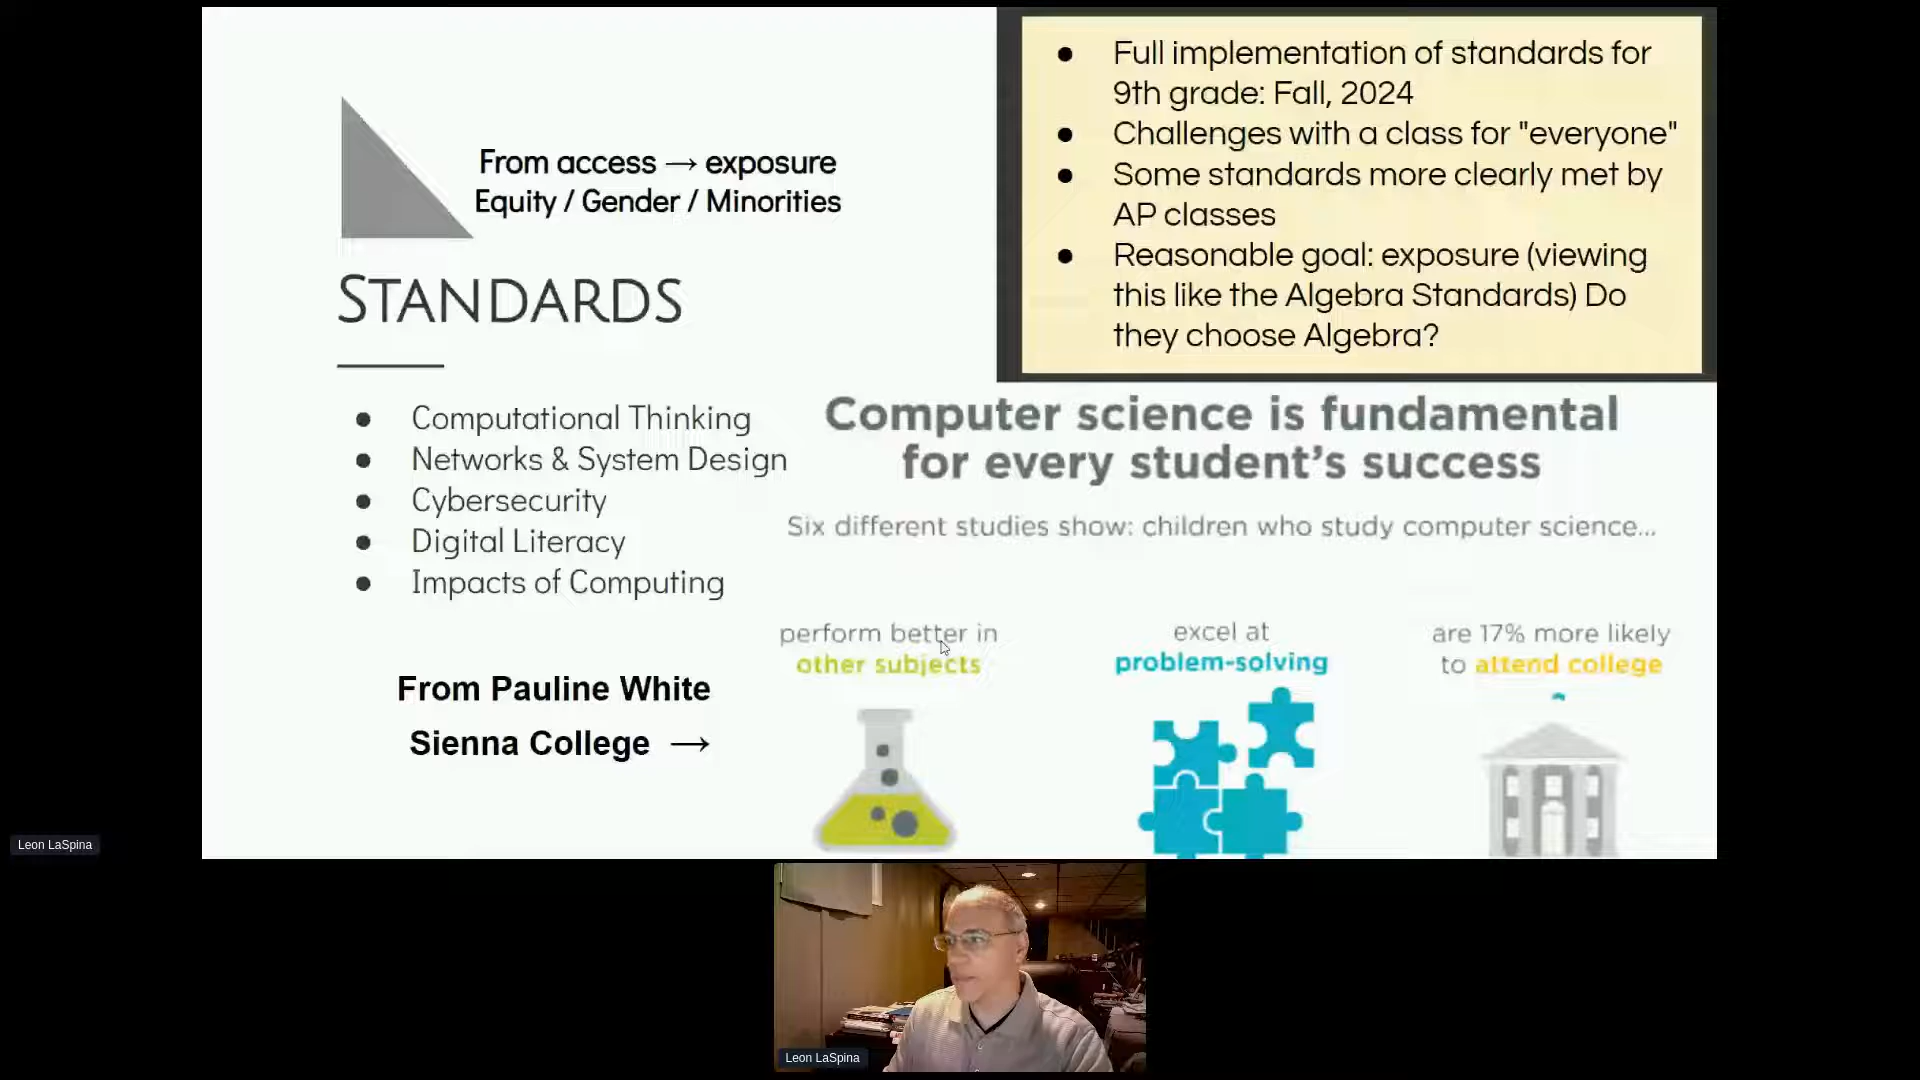 From access → exposure
Equity / Gender / Minorities
STANDARDS
● Computational Thinking
● Networks & System Design
● Cybersecurity
● Digital Literacy
● Impacts of Computing
From Pauline White
Sienna College →
● Full implementation of standards for
9th grade: Fall, 2024
● Challenges with a class for "everyone"
● Some standards more clearly met by
AP classes
● Reasonable goal: exposure (viewing
this like the Algebra Standards) Do
they choose Algebra?
Computer science is fundamental
for every student's success
Six different studies show: children who study computer science...
perform better in
other subjects
excel at
problem-solving
are 17% more likely
to attend college
Leon LaSpina
Leon LaSpina